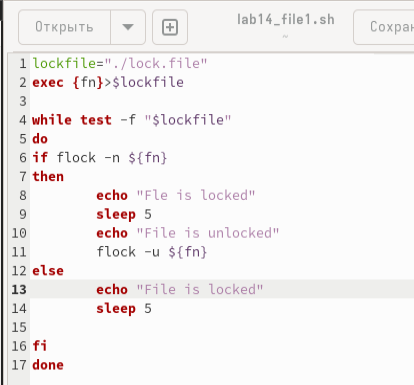 Открыть
lab14_file1.sh
~
Сохран
1 lockfile="./lock.file"
2 exec {fn}>$lockfile
3
4 while test -f "$lockfile"
5 do
6 if flock -n ${fn}
7 then
8 echo "Fle is locked"
9 sleep 5
10 echo "File is unlocked"
11 flock -u ${fn}
12 else
13 echo "File is locked"
14 sleep 5
15
16 fi
17 done